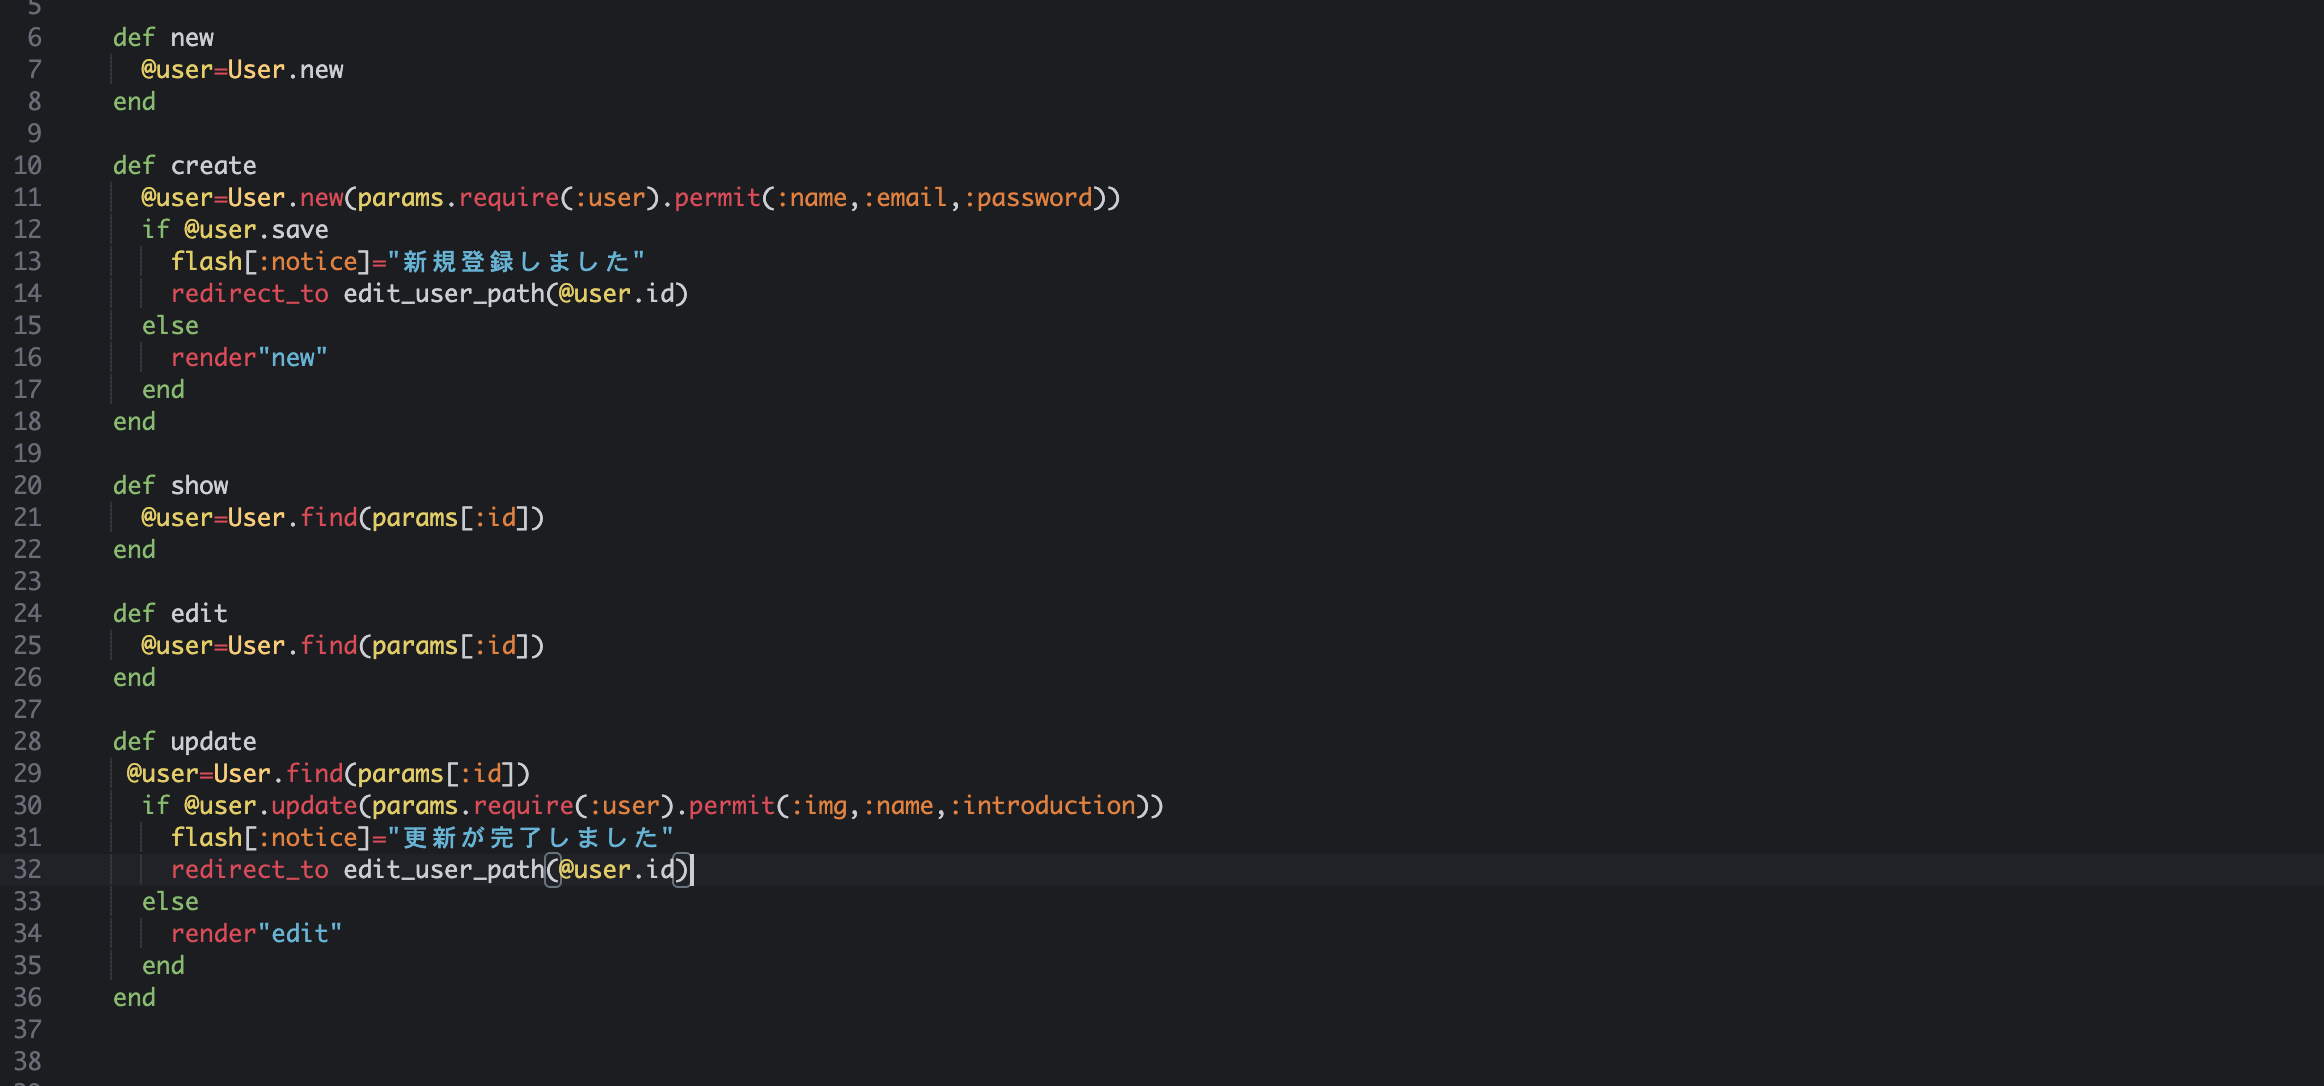 5
6 def new
7 @user=User.new
8 end
9
10 def create
11 @user=User.new(params.require(:user).permit(:name,:email,:password))
12 if @user.save
13 flash[:notice]="新規登録しました"
14 redirect_to edit_user_path(@user.id)
15 else
16 render"new"
17 end
18 end
19
20 def show
21 @user=User.find(params[:id])
22 end
23
24 def edit
25 @user=User.find(params[:id])
26 end
27
28 def update
29 @user=User.find(params[:id])
30 if @user.update(params.require(:user).permit(:img,:name,:introduction))
31 flash[:notice]="更新が完了しました"
32 redirect_to edit_user_path(@user.id)
33 else
34 render"edit"
35 end
36 end
37
38